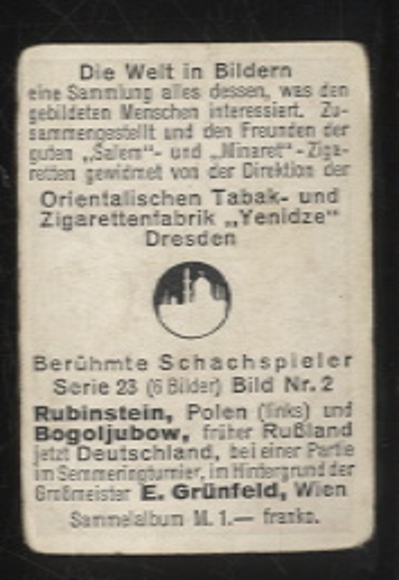 Die Welt in Bildern
eine Sammlung alles dessen, was den
gebildeten Menschen interessiert. Zu-
sammengestellt und den Freunden der
guten „Salem"- und „Minaret"-Ziga-
retten gewidmet von der Direktion der
Orientalischen Tabak- und
Zigarettenfabrik „Yenidze"
Dresden
Berühmte Schachspieler
Serie 23 (6 Bilder) Bild Nr. 2
Rubinstein, Polen (links) und
Bogoljubow, früher Rußland
jetzt Deutschland, bei einer Partie
im Semmeringturnier, im Hintergrund der
Großmeister E. Grünfeld, Wien
Sammelalbum M. 1.— franko.